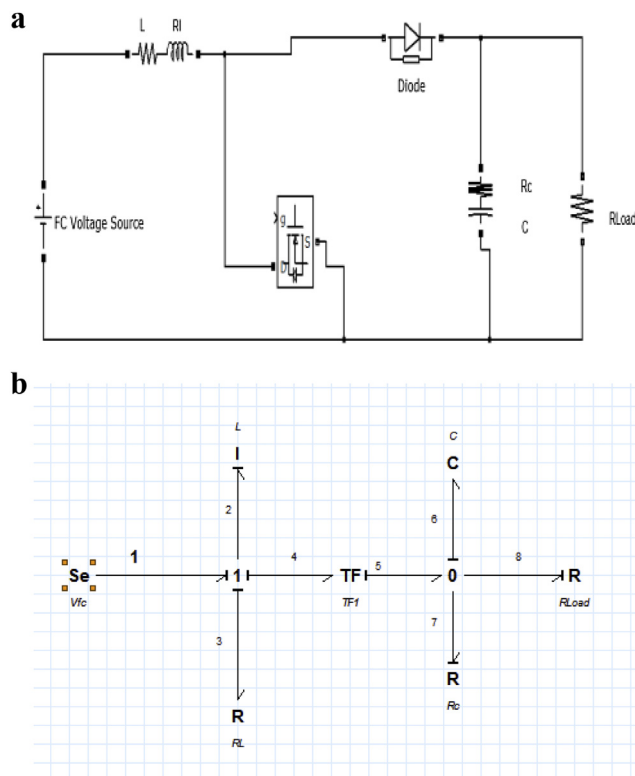 a
L Rl
Diode
FC Voltage Source
g
S
D
Rc
C
RLoad
b
L C
I C
2 6
1 4 5 8
Se 1 TF 0 R
Vfc TF1 RLoad
3 7
R R
RL Rc